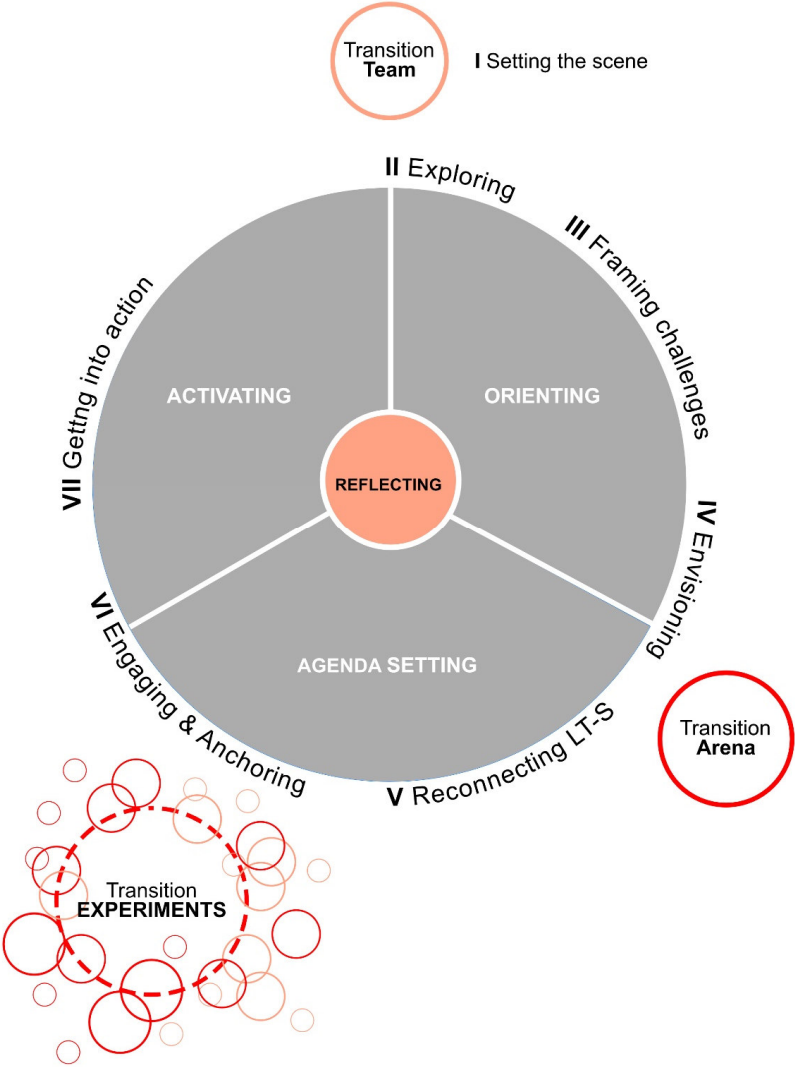 Transition
Team
I Setting the scene
II Exploring
III Framing challenges
IV Envisioning
V Reconnecting LT-S
VI Engaging & Anchoring
VII Gettng into action
ACTIVATING
ORIENTING
REFLECTING
AGENDA SETTING
Transition
Arena
Transition
EXPERIMENTS